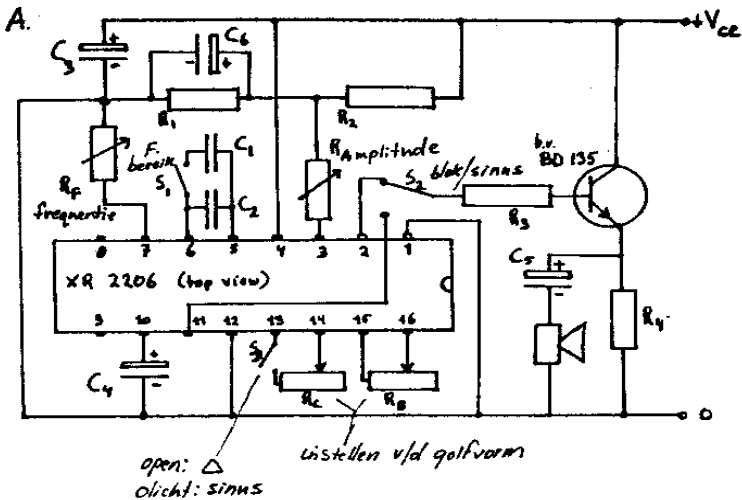 A.
+Vcc
C3
+
-
C6
-
+
R1
R2
F.
bereik
S1
C1
C2
RF
frequentie
RAmplitude
S2 blok/sinus
b.v.
BD 135
R3
8 7 6 5 4 3 2 1
XR 2206 (top view)
9 10 11 12 13 14 15 16
C5
+
-
R4
C4
+
-
S3
RC
RB
0
open: △
dicht: sinus
instellen v/d golfvorm